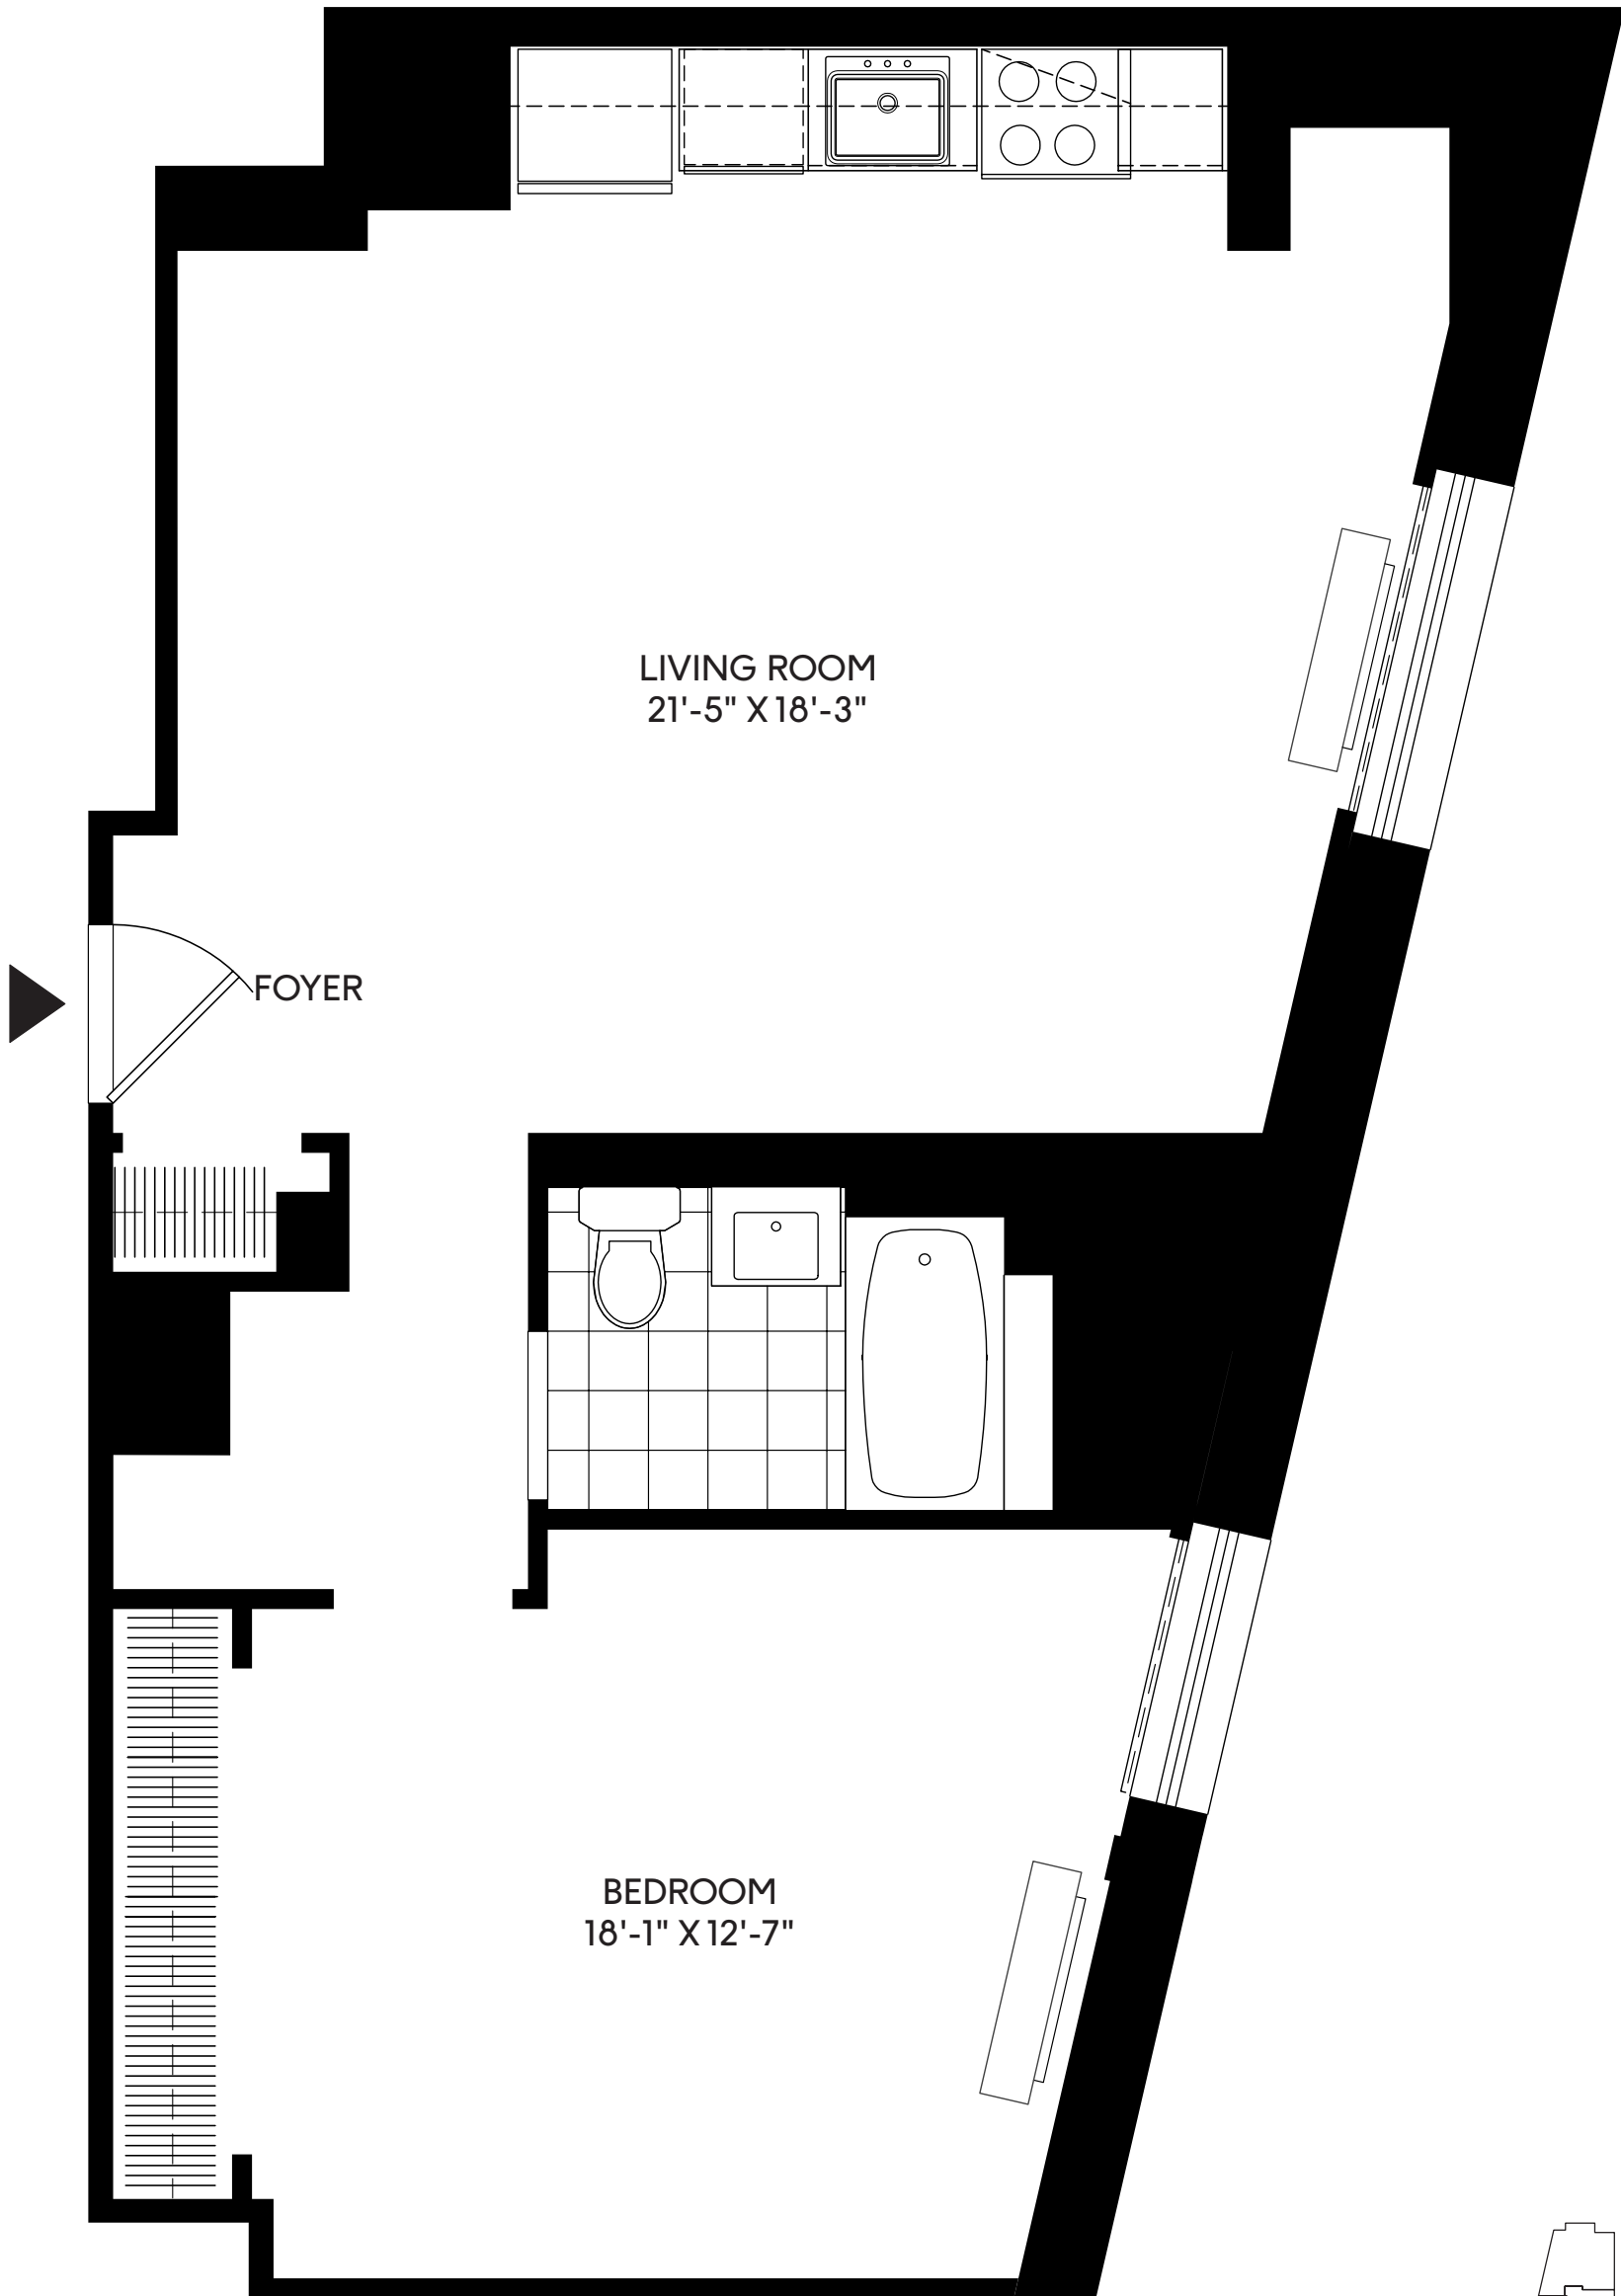 LIVING ROOM
21'-5" X 18'-3"
FOYER
BEDROOM
18'-1" X 12'-7"